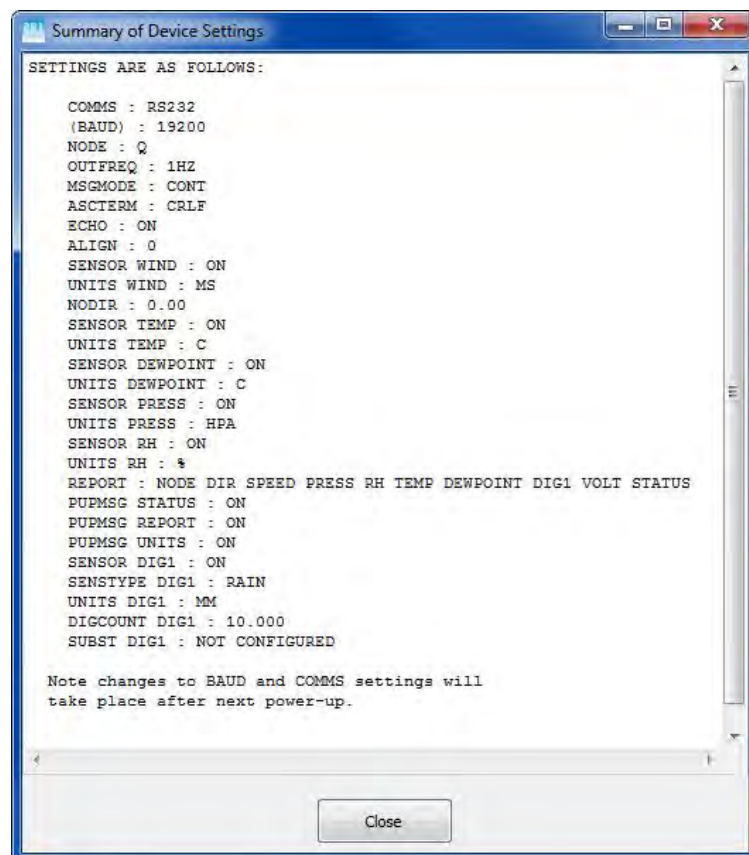 Summary of Device Settings
SETTINGS ARE AS FOLLOWS:
COMMS : RS232
(BAUD) : 19200
NODE : Q
OUTFREQ : 1HZ
MSGMODE : CONT
ASCTERM : CRLF
ECHO : ON
ALIGN : 0
SENSOR WIND : ON
UNITS WIND : MS
NODIR : 0.00
SENSOR TEMP : ON
UNITS TEMP : C
SENSOR DEWPOINT : ON
UNITS DEWPOINT : C
SENSOR PRESS : ON
UNITS PRESS : HPA
SENSOR RH : ON
UNITS RH : %
REPORT : NODE DIR SPEED PRESS RH TEMP DEWPOINT DIG1 VOLT STATUS
PUPMSG STATUS : ON
PUPMSG REPORT : ON
PUPMSG UNITS : ON
SENSOR DIG1 : ON
SENSTYPE DIG1 : RAIN
UNITS DIG1 : MM
DIGCOUNT DIG1 : 10.000
SUBST DIG1 : NOT CONFIGURED
Note changes to BAUD and COMMS settings will
take place after next power-up.
Close